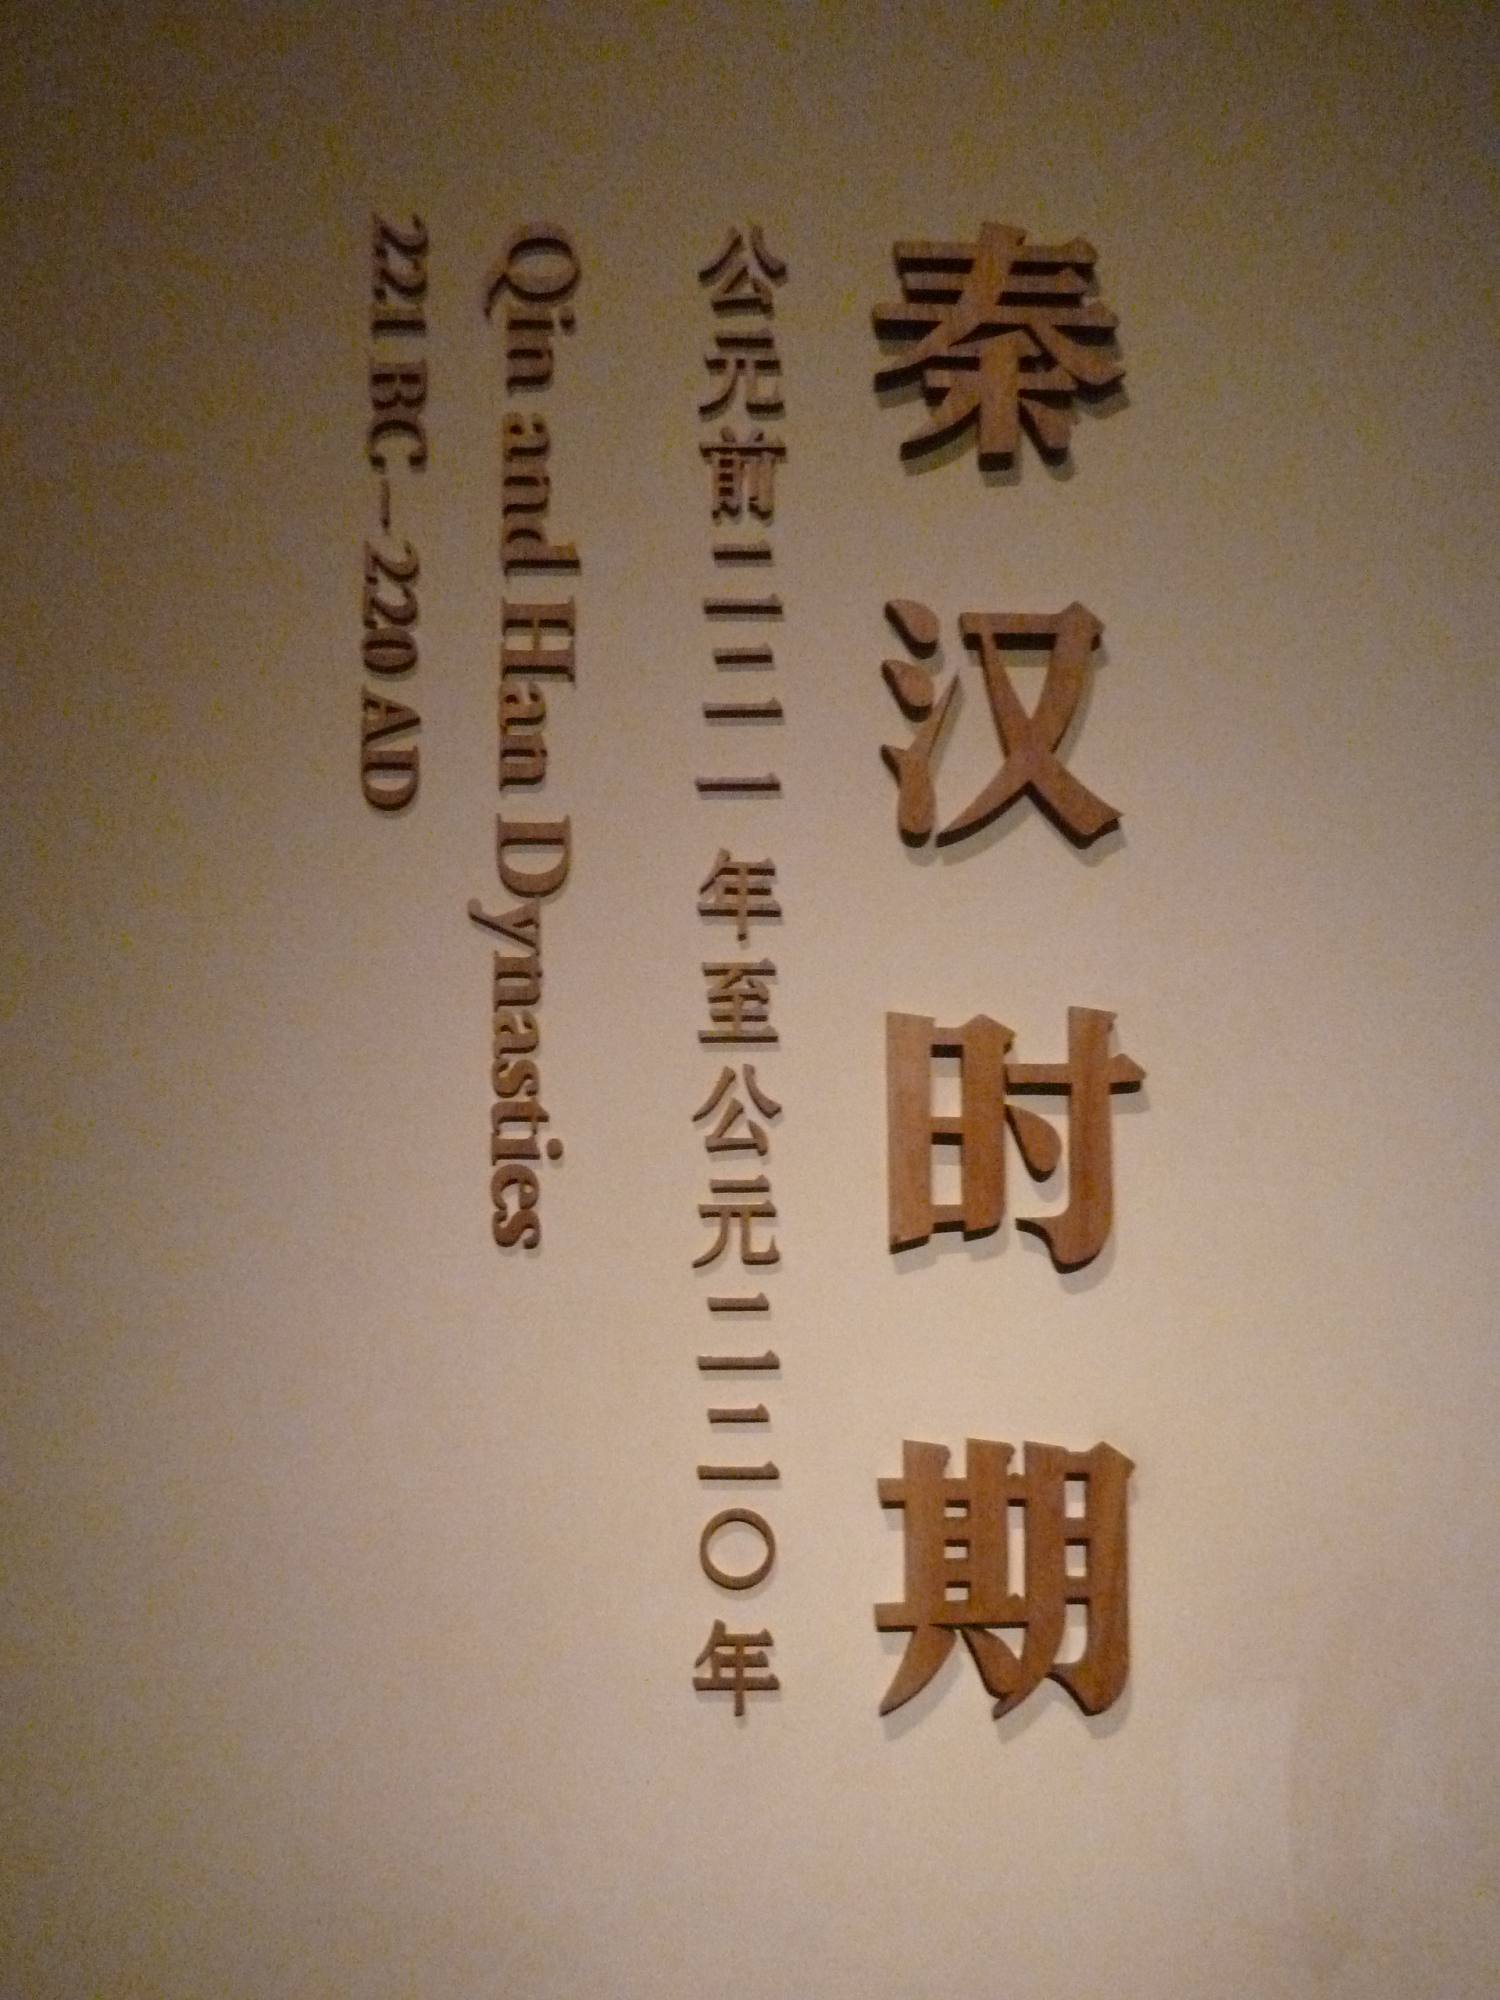 秦汉时期
公元前二二一年至公元二二〇年
Qin and Han Dynasties
221 BC—220 AD